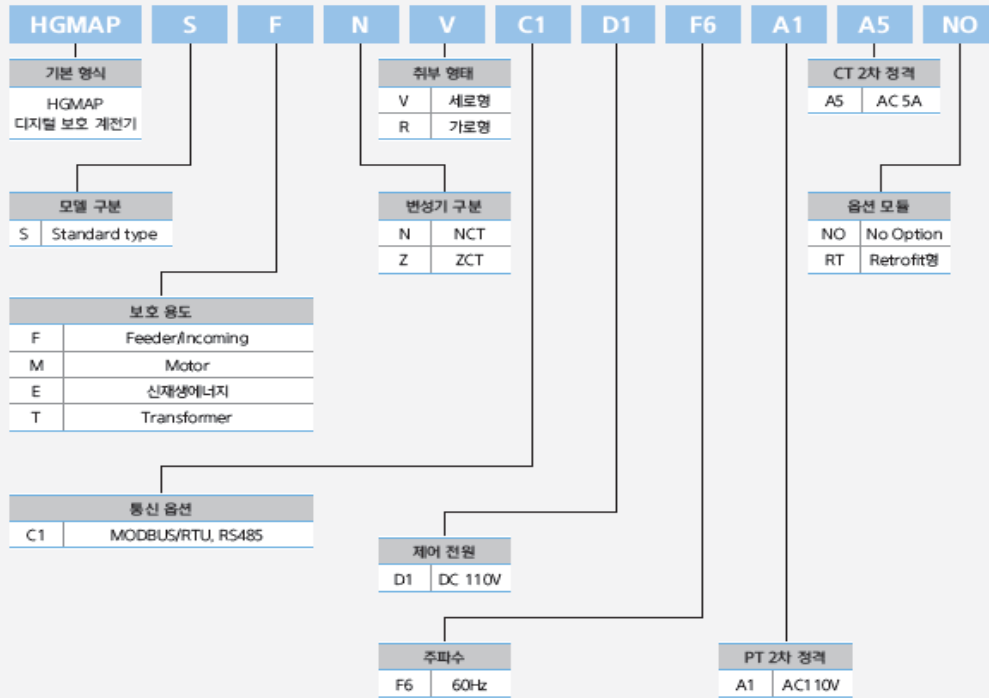 HGMAP S F N V C1 D1 F6 A1 A5 NO
기본 형식
HGMAP
디지털 보호 계전기
취부 형태
V 세로형
R 가로형
CT 2차 정격
A5 AC 5A
모델 구분
S Standard type
변성기 구분
N NCT
Z ZCT
옵션 모듈
NO No Option
RT Retrofit형
보호 용도
F Feeder/Incoming
M Motor
E 신재생에너지
T Transformer
통신 옵션
C1 MODBUS/RTU, RS485
제어 전원
D1 DC 110V
주파수
F6 60Hz
PT 2차 정격
A1 AC110V